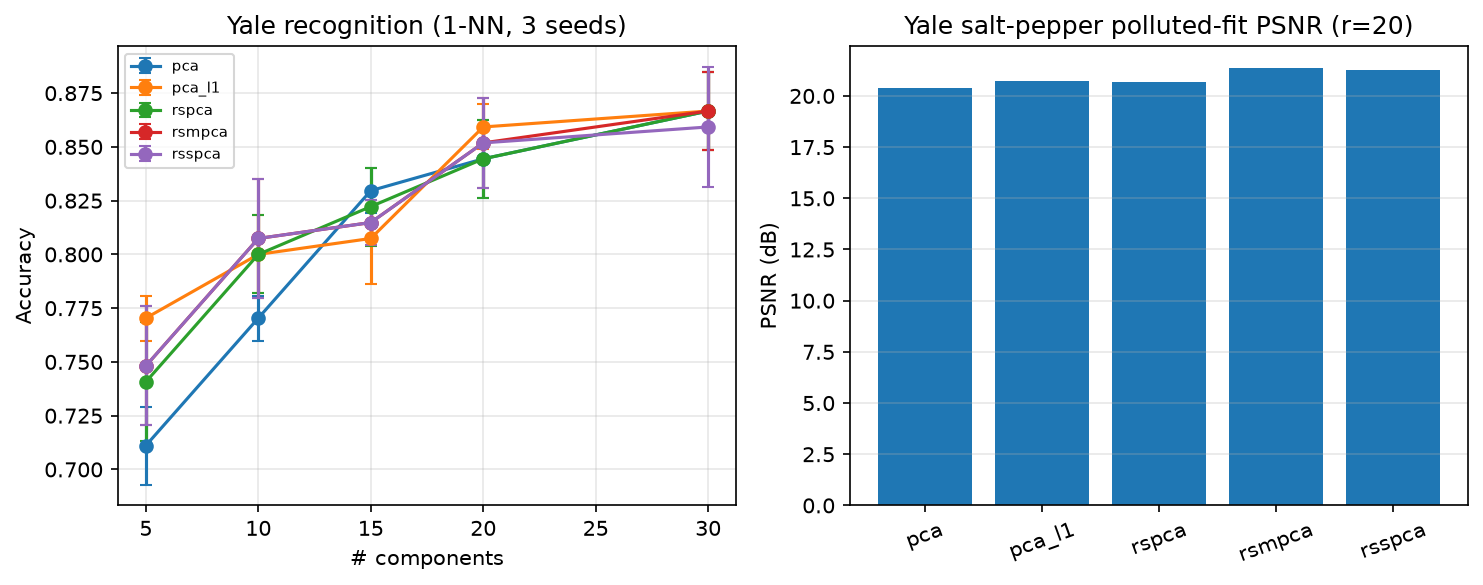 Yale recognition (1-NN, 3 seeds)
pca
pca_l1
rspca
rsmpca
rsspca
0.875
0.850
0.825
0.800
0.775
0.750
0.725
0.700
Accuracy
5 10 15 20 25 30
# components
Yale salt-pepper polluted-fit PSNR (r=20)
20.0
17.5
15.0
12.5
10.0
7.5
5.0
2.5
0.0
PSNR (dB)
pca pca_l1 rspca rsmpca rsspca